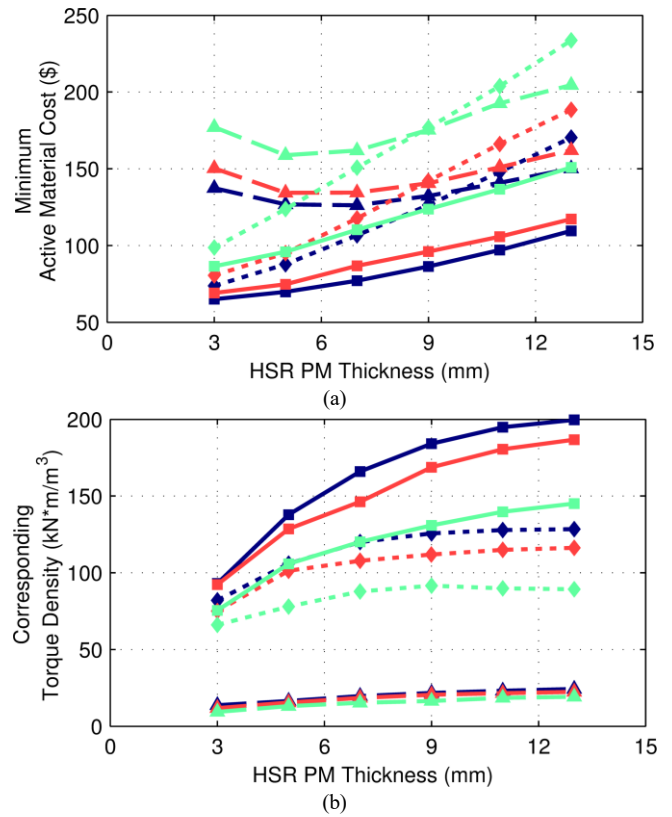 250
200
150
100
50
0
3
6
9
12
15
Minimum
Active Material Cost ($)
HSR PM Thickness (mm)
(a)
200
150
100
50
0
0
3
6
9
12
15
Corresponding
Torque Density (kN*m/m³)
HSR PM Thickness (mm)
(b)